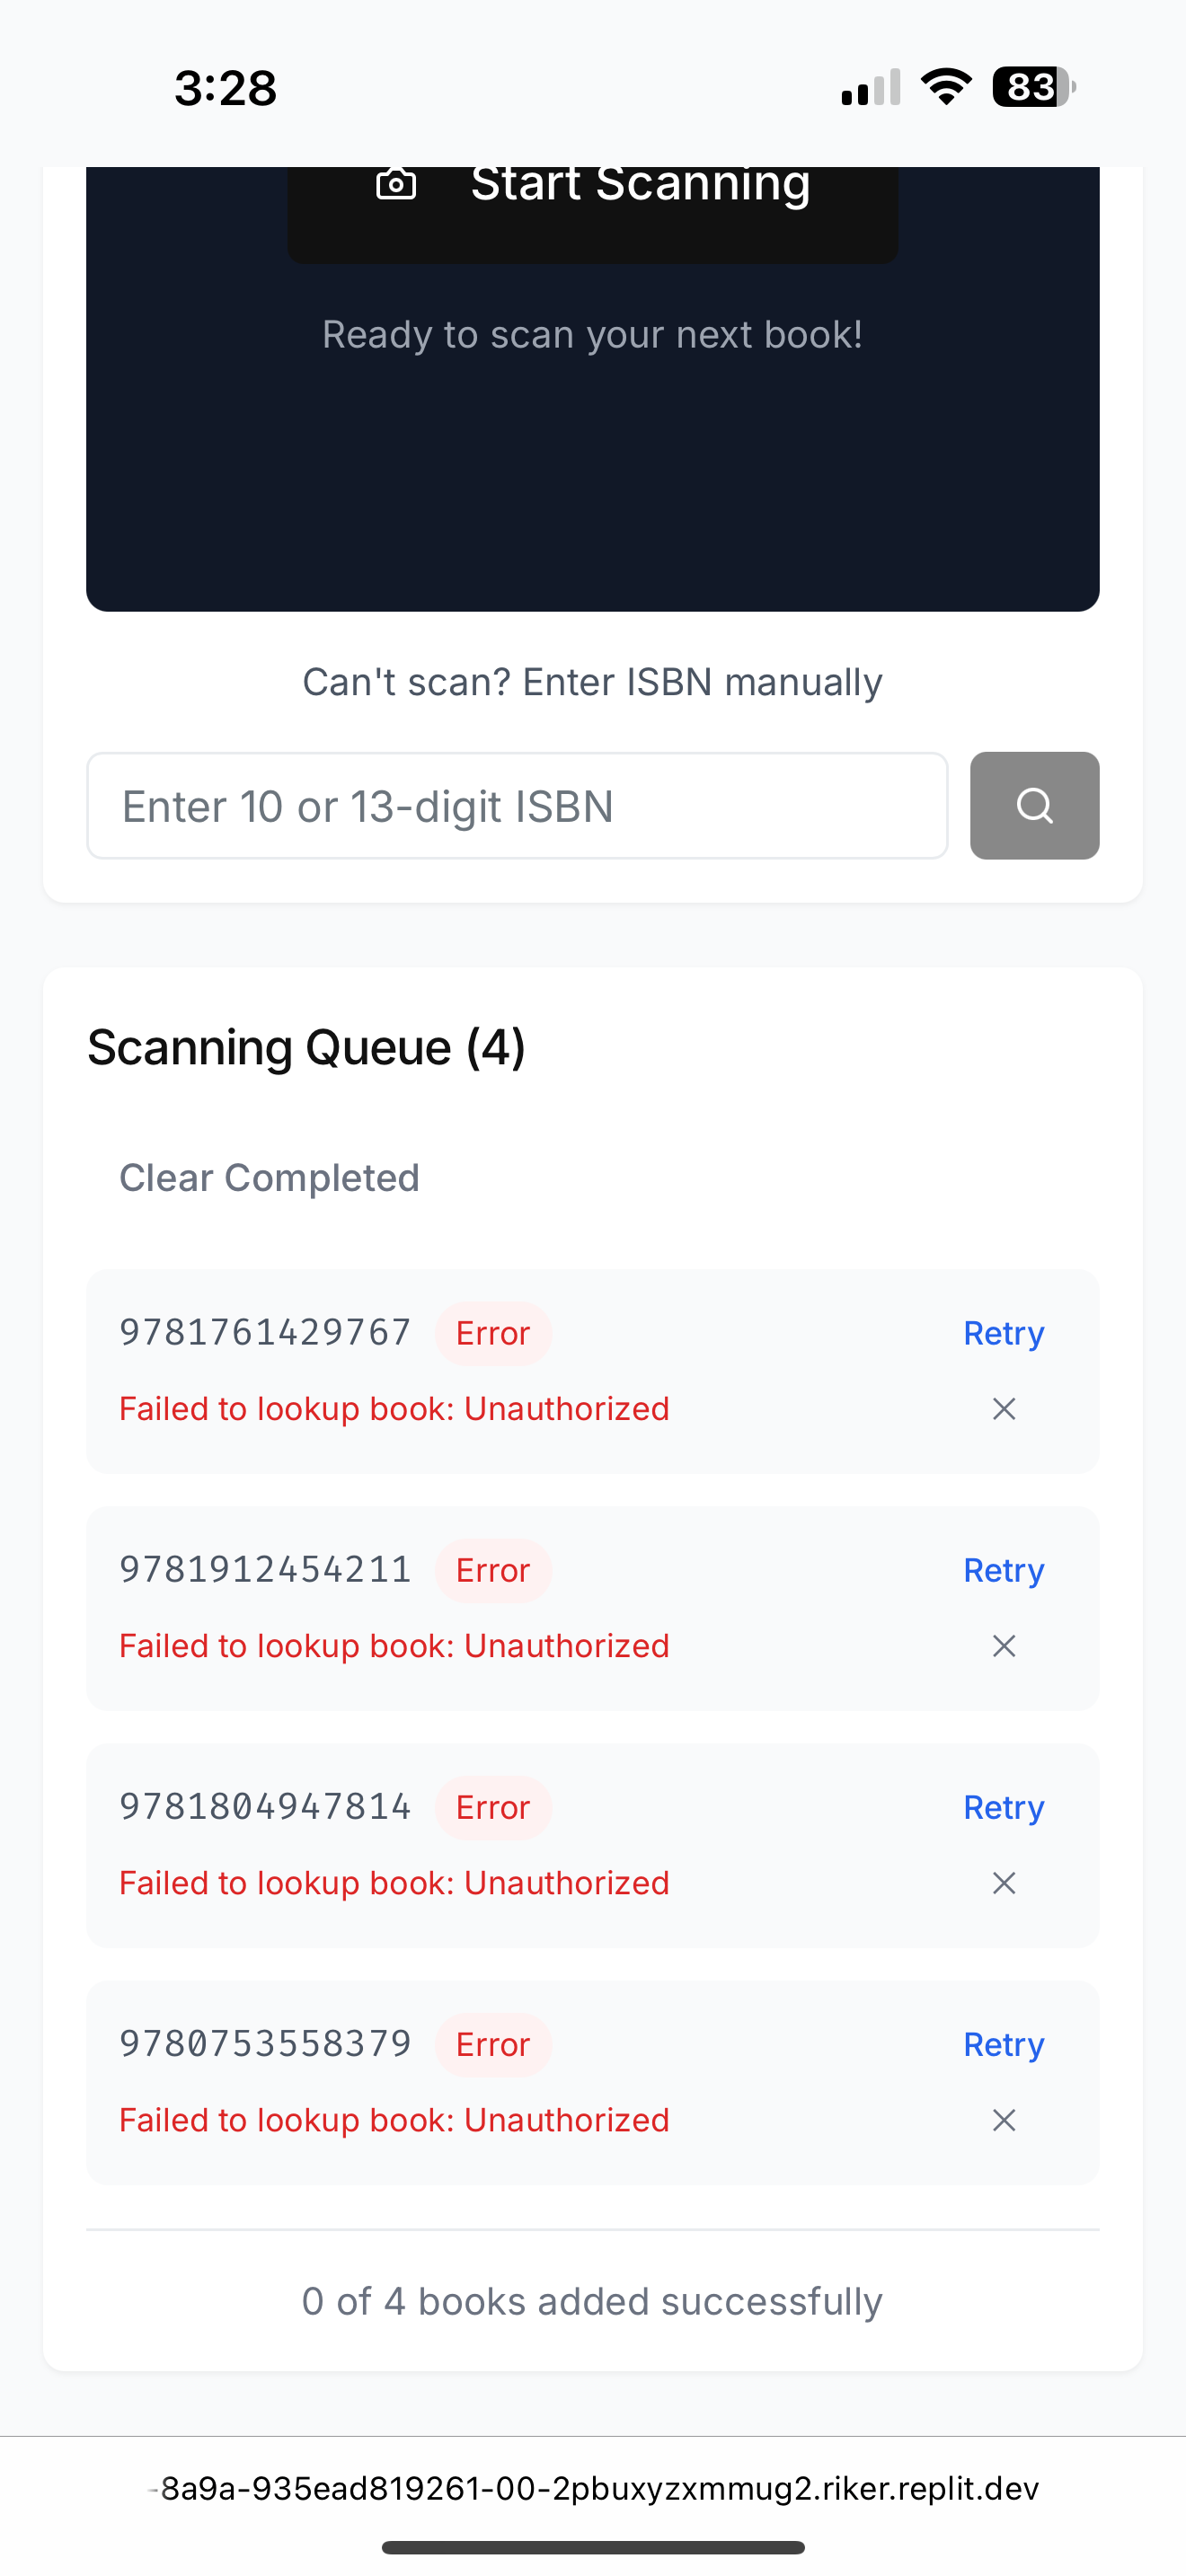 3:28
83
Start Scanning
Ready to scan your next book!
Can't scan? Enter ISBN manually
Enter 10 or 13-digit ISBN
Scanning Queue (4)
Clear Completed
9781761429767 Error Retry
Failed to lookup book: Unauthorized
9781912454211 Error Retry
Failed to lookup book: Unauthorized
9781804947814 Error Retry
Failed to lookup book: Unauthorized
9780753558379 Error Retry
Failed to lookup book: Unauthorized
0 of 4 books added successfully
-8a9a-935ead819261-00-2pbuxyzxmmug2.riker.replit.dev